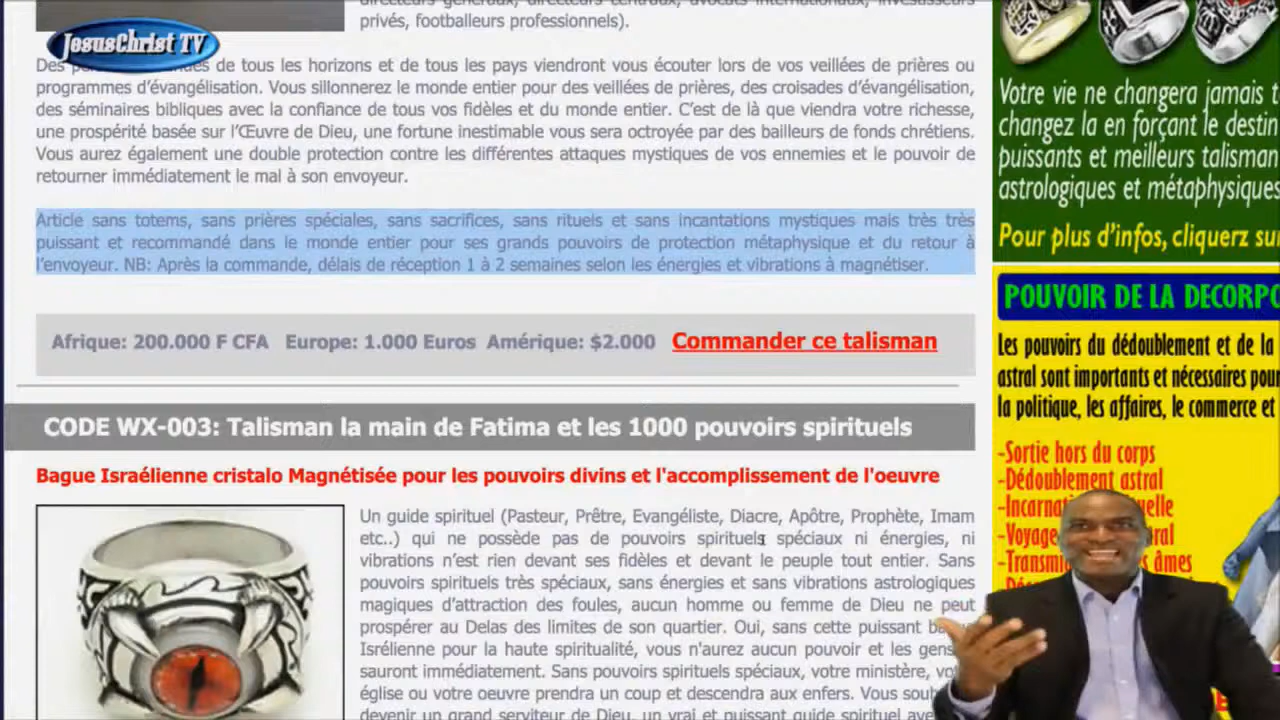 JesusChrist TV
privés, footballeurs professionnels).
de tous les horizons et de tous les pays viendront vous écouter lors de vos veillées de prières ou
programmes d’évangélisation. Vous sillonnerez le monde entier pour des veillées de prières, des croisades d’évangélisation,
des séminaires bibliques avec la confiance de tous vos fidèles et du monde entier. C’est de là que viendra votre richesse,
une prospérité basée sur l’Œuvre de Dieu, une fortune inestimable vous sera octroyée par des bailleurs de fonds chrétiens.
Vous aurez également une double protection contre les différentes attaques mystiques de vos ennemies et le pouvoir de
retourner immédiatement le mal à son envoyeur.
Article sans totems, sans prières spéciales, sans sacrifices, sans rituels et sans incantations mystiques mais très très
puissant et recommandé dans le monde entier pour ses grands pouvoirs de protection métaphysique et du retour à
l’envoyeur. NB: Après la commande, délais de réception 1 à 2 semaines selon les énergies et vibrations à magnétiser.
Afrique: 200.000 F CFA Europe: 1.000 Euros Amérique: $2.000 Commander ce talisman
CODE WX-003: Talisman la main de Fatima et les 1000 pouvoirs spirituels
Bague Israélienne cristalo Magnétisée pour les pouvoirs divins et l'accomplissement de l'oeuvre
Un guide spirituel (Pasteur, Prêtre, Evangéliste, Diacre, Apôtre, Prophète, Imam
etc..) qui ne possède pas de pouvoirs spirituels spéciaux ni énergies, ni
vibrations n’est rien devant ses fidèles et devant le peuple tout entier. Sans
pouvoirs spirituels très spéciaux, sans énergies et sans vibrations astrologiques
magiques d’attraction des foules, aucun homme ou femme de Dieu ne peut
prospérer au Delas des limites de son quartier. Oui, sans cette puissant
Isrélienne pour la haute spiritualité, vous n'aurez aucun pouvoir et les gens
sauront immédiatement. Sans pouvoirs spirituels spéciaux, votre ministère,
église ou votre oeuvre prendra un coup et descendra aux enfers. Vous
devenir un grand serviteur de Dieu, un vrai et puissant guide spirituel
Votre vie ne changera jamais
changez la en forçant le destin
puissants et meilleurs talisman
astrologiques et métaphysiques
Pour plus d’infos, cliquerz
POUVOIR DE LA
Les pouvoirs du dédoublement et de la
astral sont importants et nécessaires pour
la politique, les affaires, le commerce et
-Sortie hors du corps
-Dédoublement astral